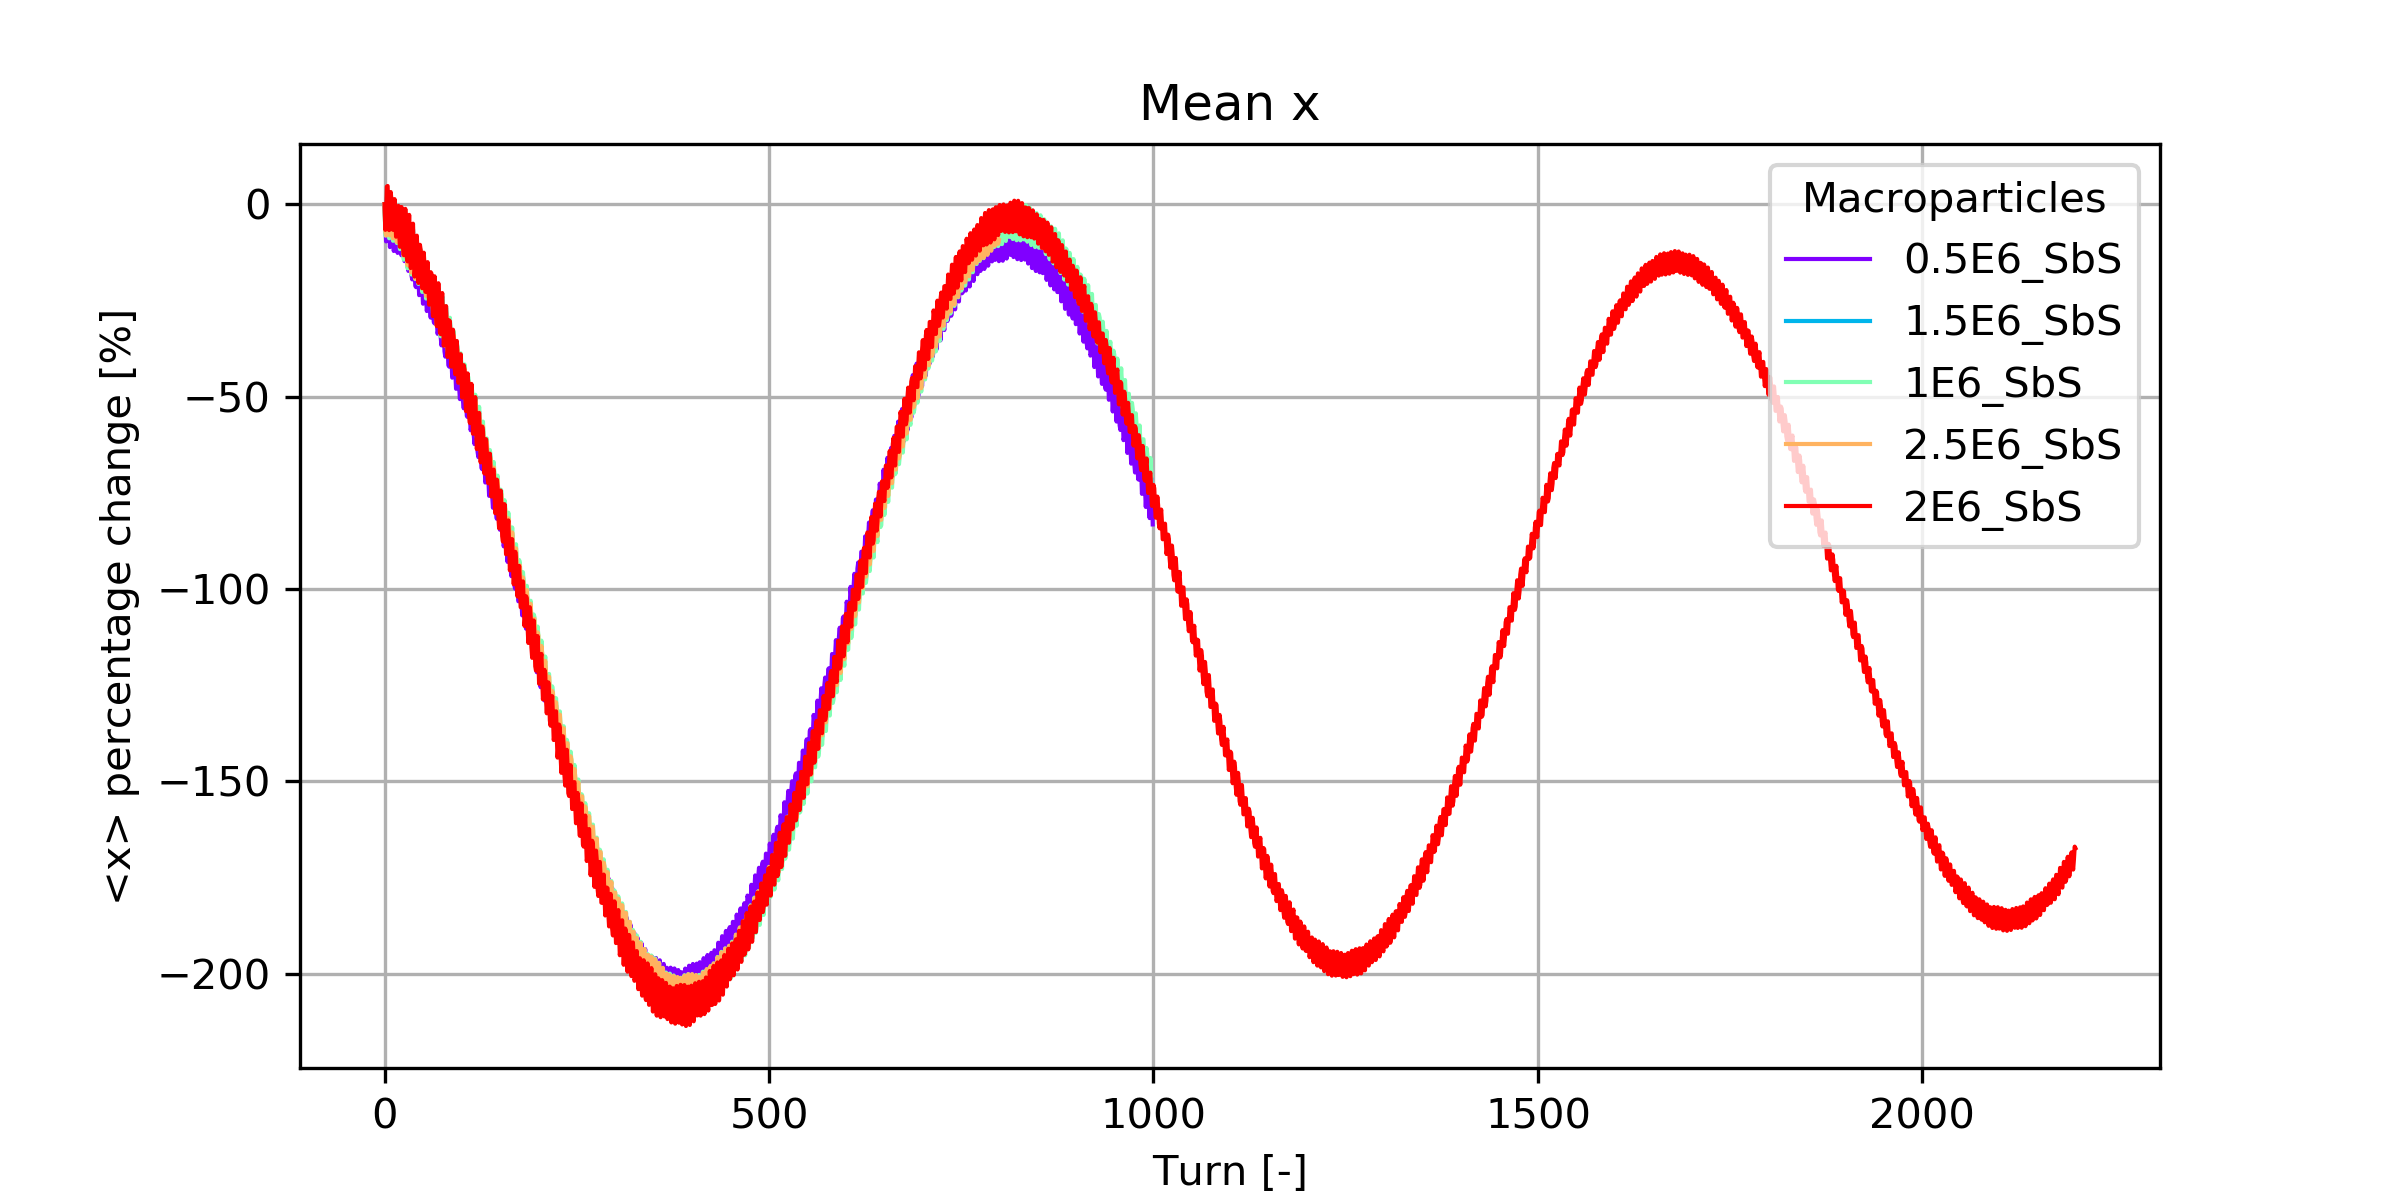 Mean x
<x> percentage change [%]
0
−50
−100
−150
−200
Macroparticles
0.5E6_SbS
1.5E6_SbS
1E6_SbS
2.5E6_SbS
2E6_SbS
0 500 1000 1500 2000
Turn [-]